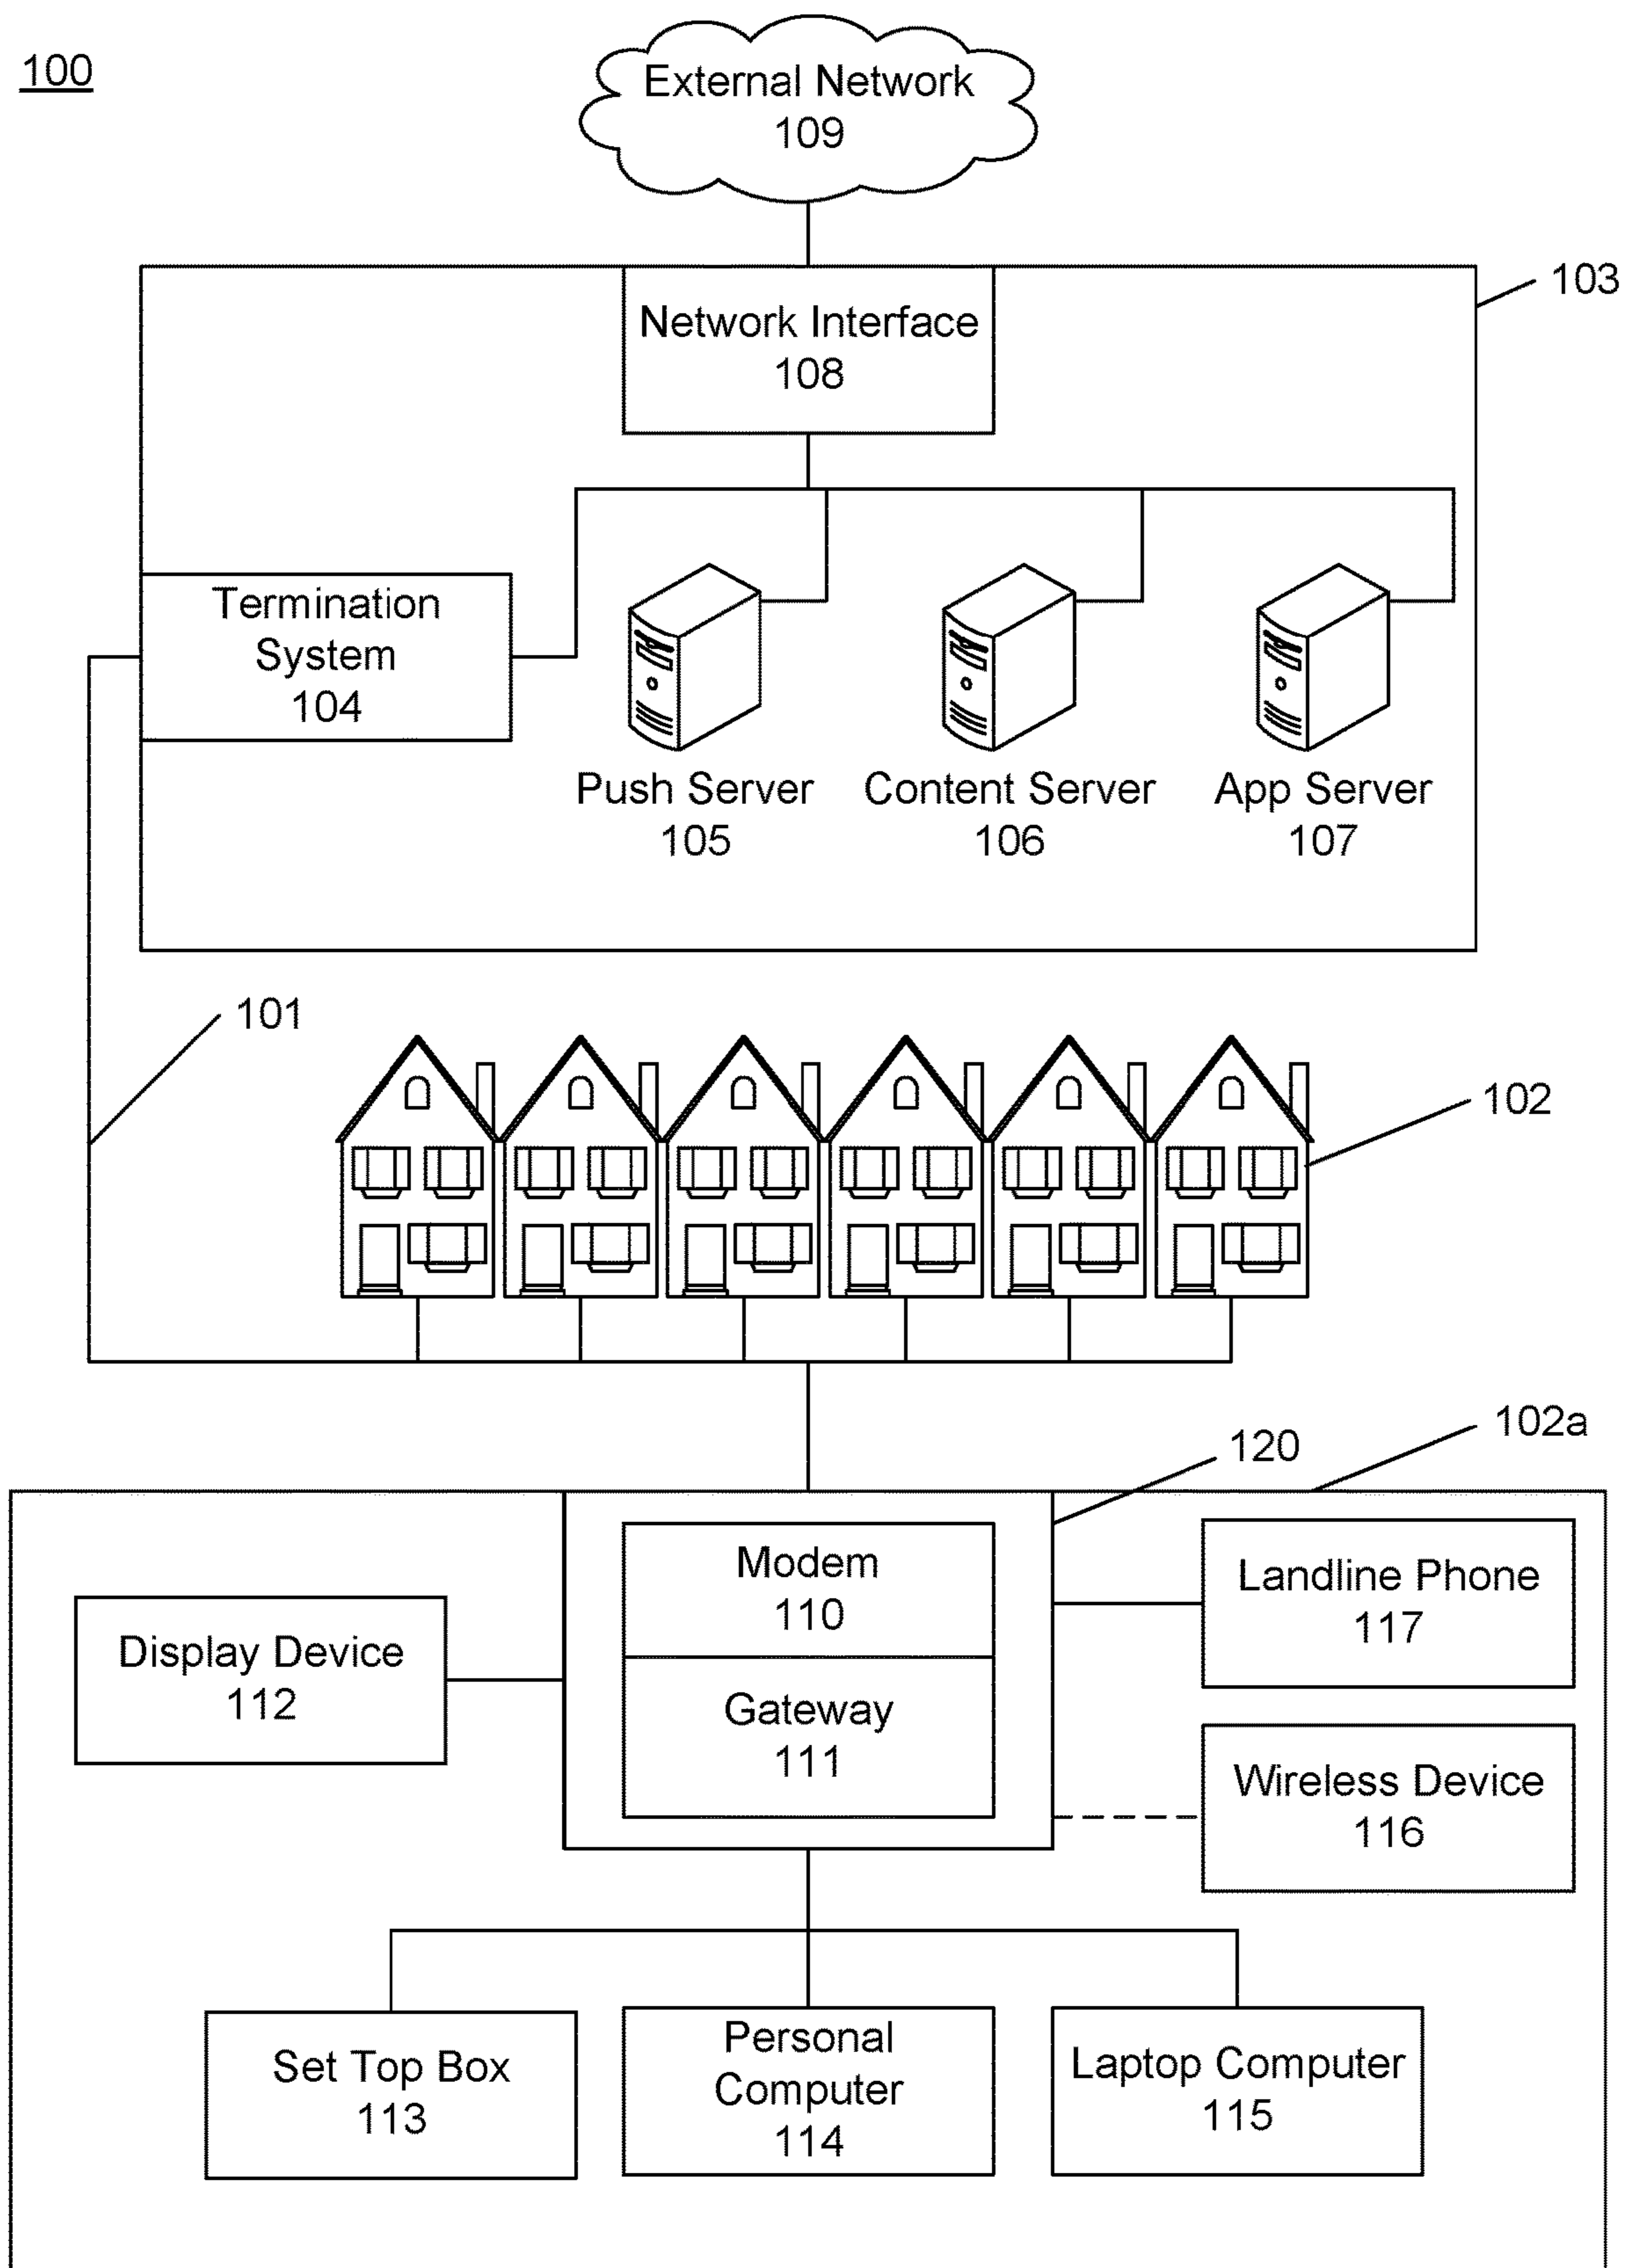 100
External Network
109
103
Network Interface
108
Termination
System
104
Push Server
105
Content Server
106
App Server
107
101
102
102a
120
Modem
110
Landline Phone
117
Display Device
112
Gateway
111
Wireless Device
116
Set Top Box
113
Personal
Computer
114
Laptop Computer
115